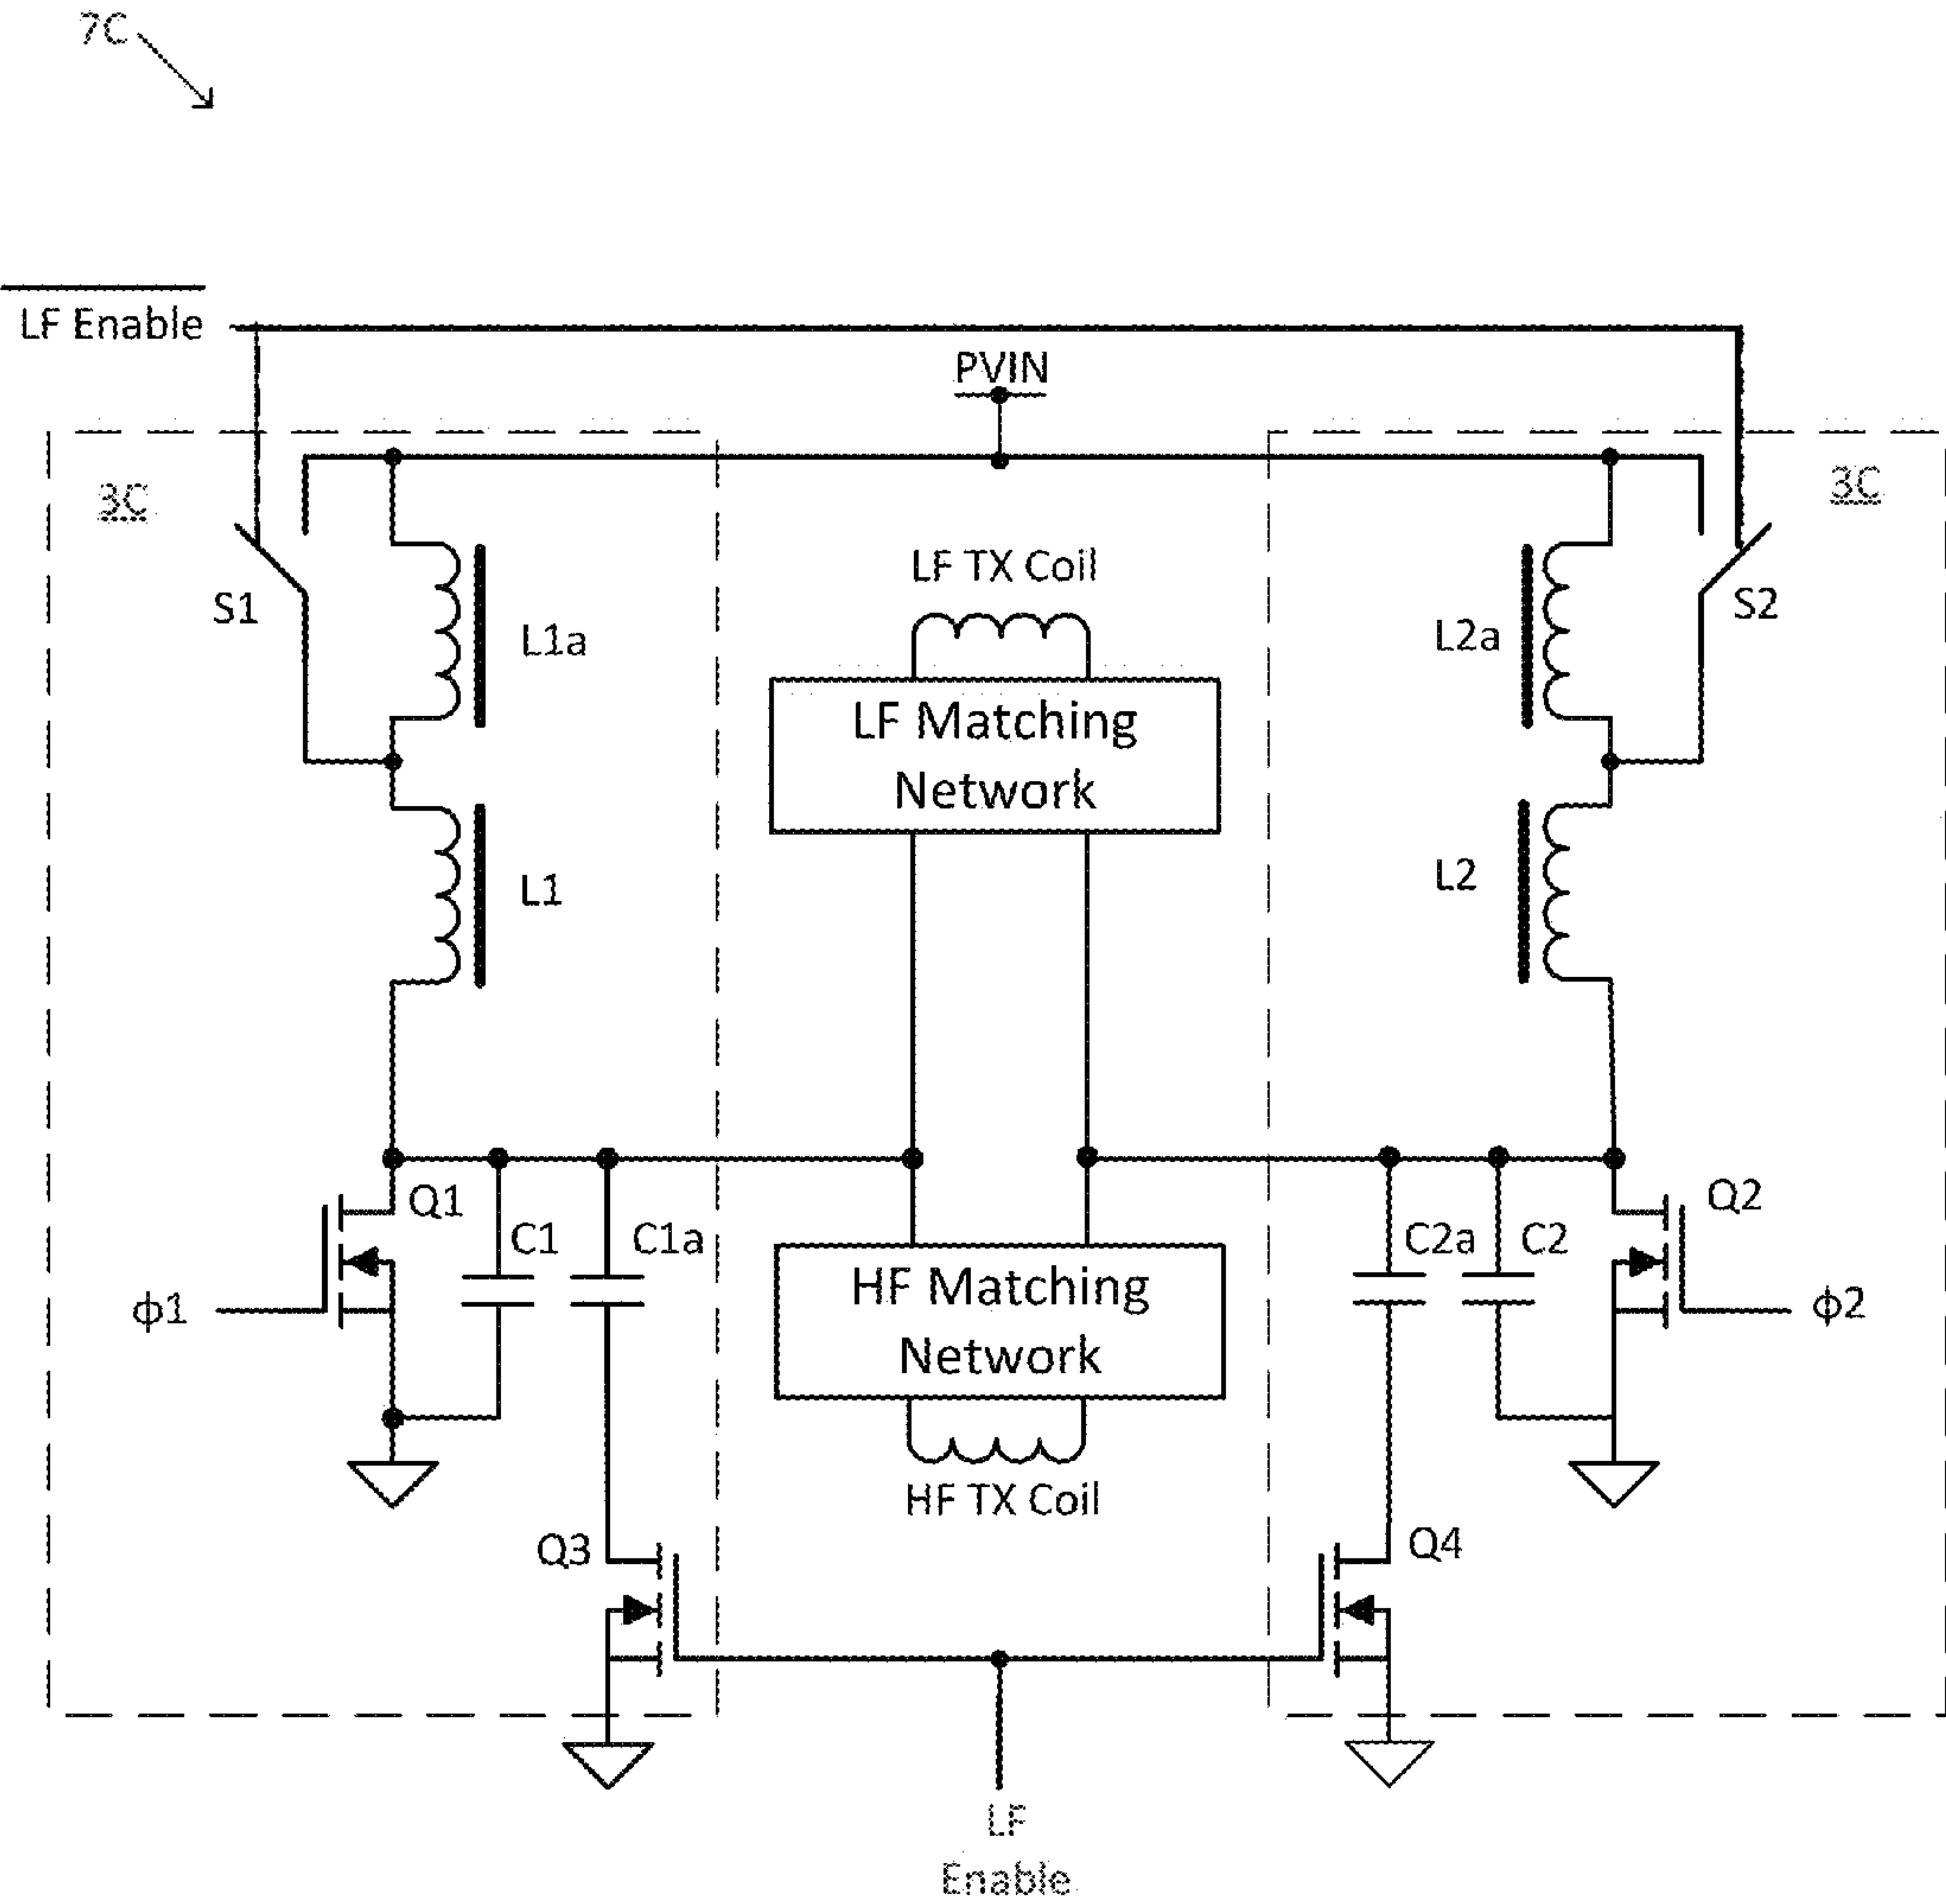 7C
LF Enable
PVIN
3C
3C
LF TX Coil
S1
S2
L1a
L2a
LF Matching
Network
L1
L2
Q1
Q2
C1
C1a
C2a
C2
HF Matching
Network
ϕ1
ϕ2
HF TX Coil
Q3
Q4
LF
Enable